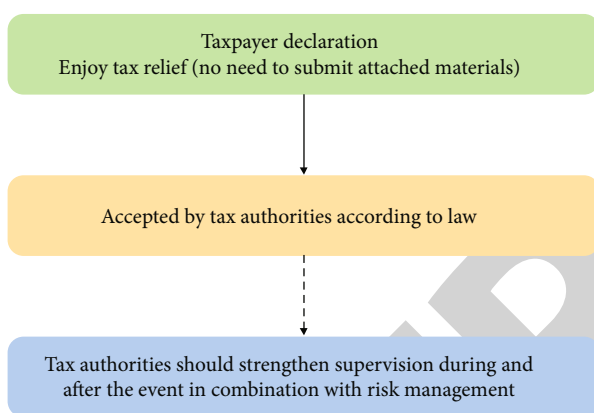 Taxpayer declaration
Enjoy tax relief (no need to submit attached materials)
Accepted by tax authorities according to law
Tax authorities should strengthen supervision during and
after the event in combination with risk management